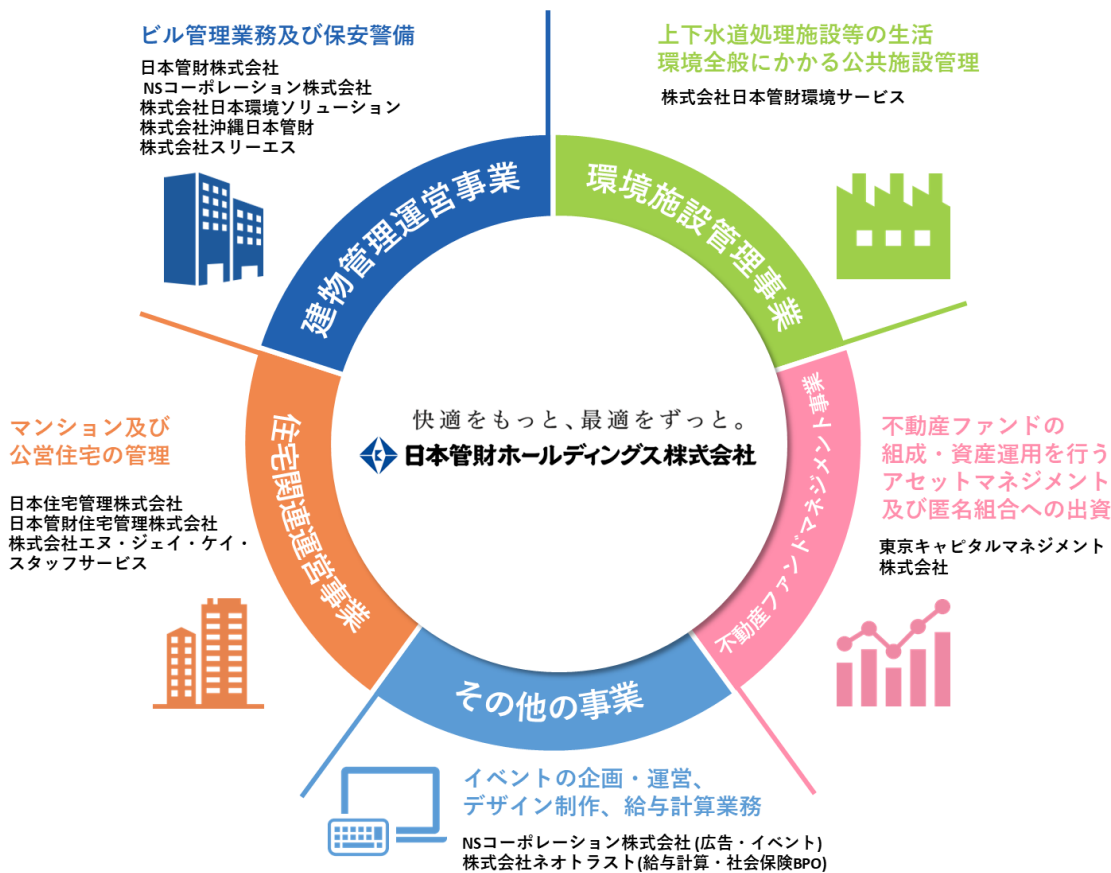 ビル管理業務及び保安警備
日本管財株式会社
NSコーポレーション株式会社
株式会社日本環境ソリューション
株式会社沖縄日本管財
株式会社スリーエス
建物管理運営事業
上下水道処理施設等の生活
環境全般にかかる公共施設管理
株式会社日本管財環境サービス
環境施設管理事業
快適をもっと、最適をずっと。
日本管財ホールディングス株式会社
マンション及び
公営住宅の管理
日本住宅管理株式会社
日本管財住宅管理株式会社
株式会社エヌ・ジェイ・ケイ・
スタッフサービス
住宅関連運営事業
不動産ファンドマネジメント事業
不動産ファンドの
組成・資産運用を行う
アセットマネジメント
及び匿名組合への出資
東京キャピタルマネジメント
株式会社
その他の事業
イベントの企画・運営、
デザイン制作、給与計算業務
NSコーポレーション株式会社 (広告・イベント)
株式会社ネオトラスト(給与計算・社会保険BPO)